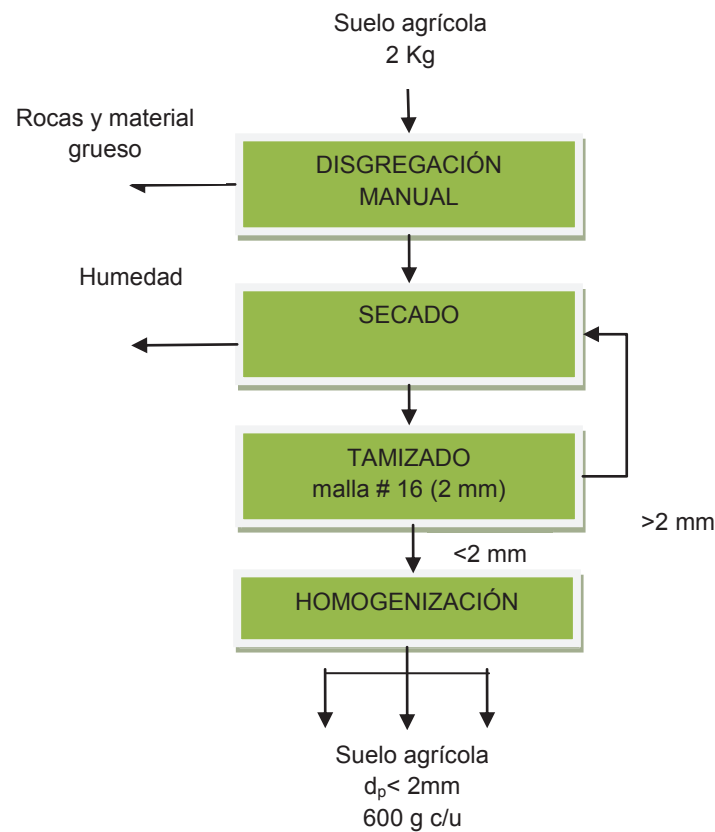 Suelo agrícola
2 Kg
Rocas y material
grueso
DISGREGACIÓN
MANUAL
Humedad
SECADO
TAMIZADO
malla # 16 (2 mm)
>2 mm
<2 mm
HOMOGENIZACIÓN
Suelo agrícola
dₚ< 2mm
600 g c/u